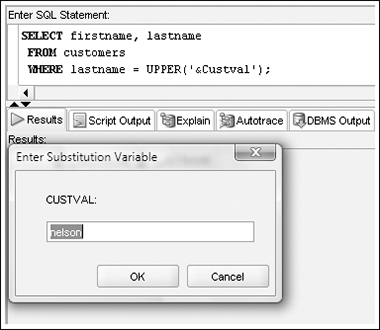 Enter SQL Statement:
SELECT firstname, lastname
FROM customers
WHERE lastname = UPPER('&Custval');
Results Script Output Explain Autotrace DBMS Output
Results:
Enter Substitution Variable
CUSTVAL:
nelson
OK Cancel